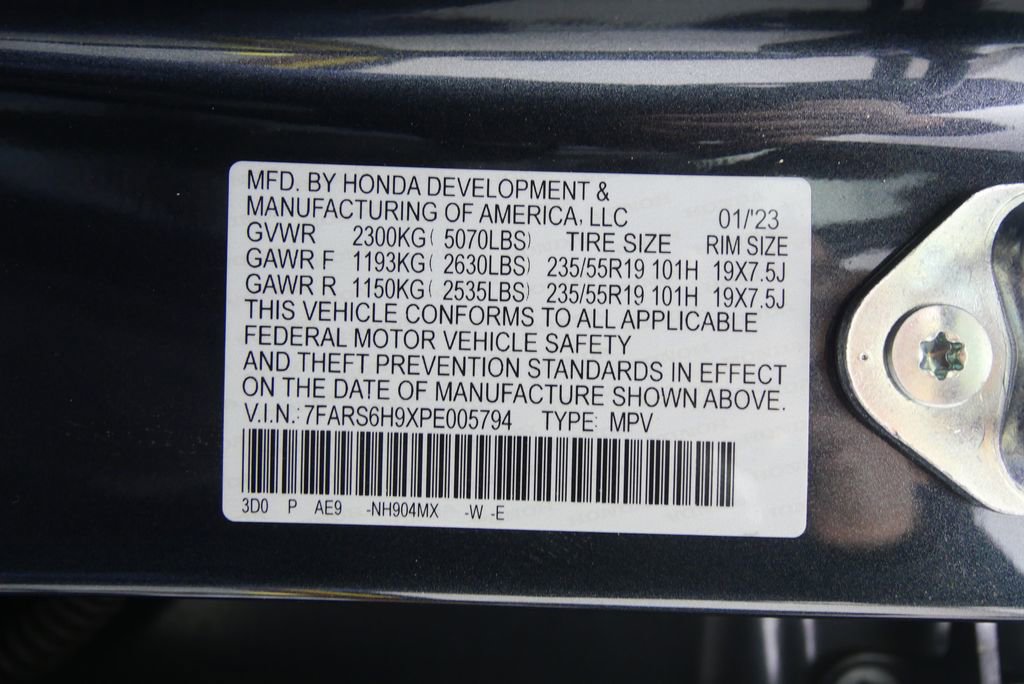 MFD. BY HONDA DEVELOPMENT &
MANUFACTURING OF AMERICA, LLC 01/'23
GVWR 2300KG( 5070LBS) TIRE SIZE RIM SIZE
GAWR F 1193KG( 2630LBS) 235/55R19 101H 19X7.5J
GAWR R 1150KG( 2535LBS) 235/55R19 101H 19X7.5J
THIS VEHICLE CONFORMS TO ALL APPLICABLE
FEDERAL MOTOR VEHICLE SAFETY
AND THEFT PREVENTION STANDARDS IN EFFECT
ON THE DATE OF MANUFACTURE SHOWN ABOVE.
V.I.N.: 7FARS6H9XPE005794 TYPE: MPV
3D0 P AE9 -NH904MX -W -E